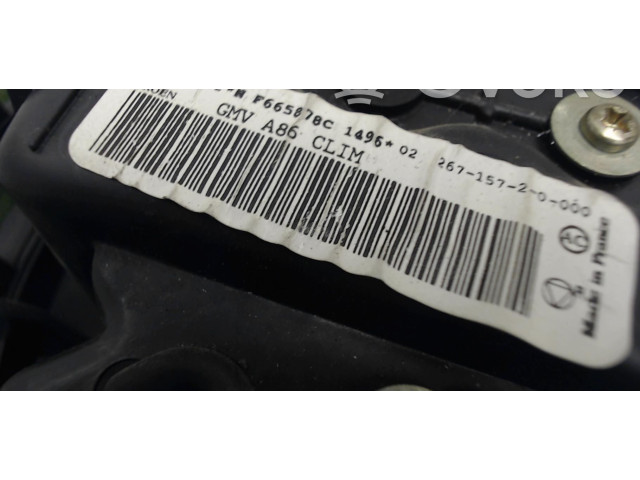 F665878C 1496*02 267-157-2-0-000
GMV A86 CLIM
Made in France